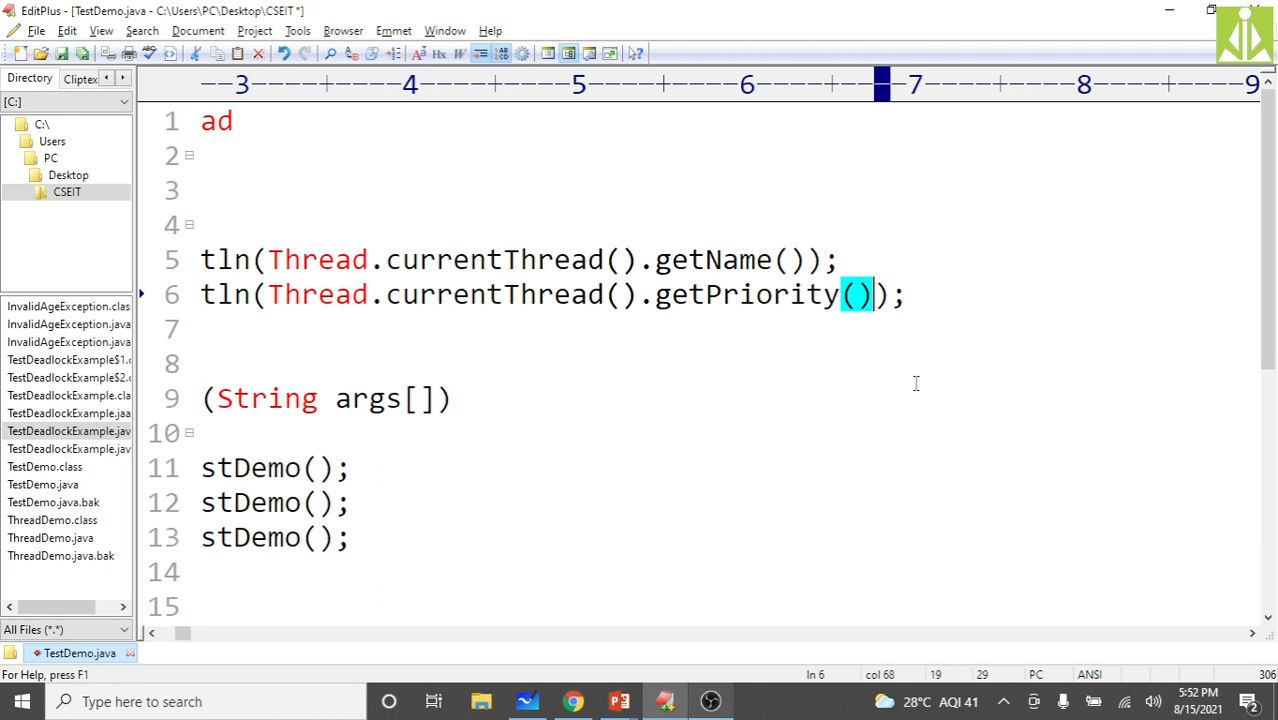 EditPlus - [TestDemo.java - C:\Users\PC\Desktop\CSEIT *]
File Edit View Search Document Project Tools Browser Emmet Window Help
Directory Cliptex
[C:]
C:\
Users
PC
Desktop
CSEIT
InvalidAgeException.class
InvalidAgeException.java
InvalidAgeException.java
TestDeadlockExample$1.c
TestDeadlockExample$2.c
TestDeadlockExample.cla
TestDeadlockExample.jaa
TestDeadlockExample.jav
TestDeadlockExample.jav
TestDemo.class
TestDemo.java
TestDemo.java.bak
ThreadDemo.class
ThreadDemo.java
ThreadDemo.java.bak
All Files (*.*)
TestDemo.java
--3----+----4----+----5----+----6----+----7----+----8----+----9
1 ad
2
3
4
5 tln(Thread.currentThread().getName());
6 tln(Thread.currentThread().getPriority());
7
8
9 (String args[])
10
11 stDemo();
12 stDemo();
13 stDemo();
14
15
For Help, press F1 ln 6 col 68 19 29 PC ANSI 306
Type here to search
28°C AQI 41
5:52 PM
8/15/2021
2